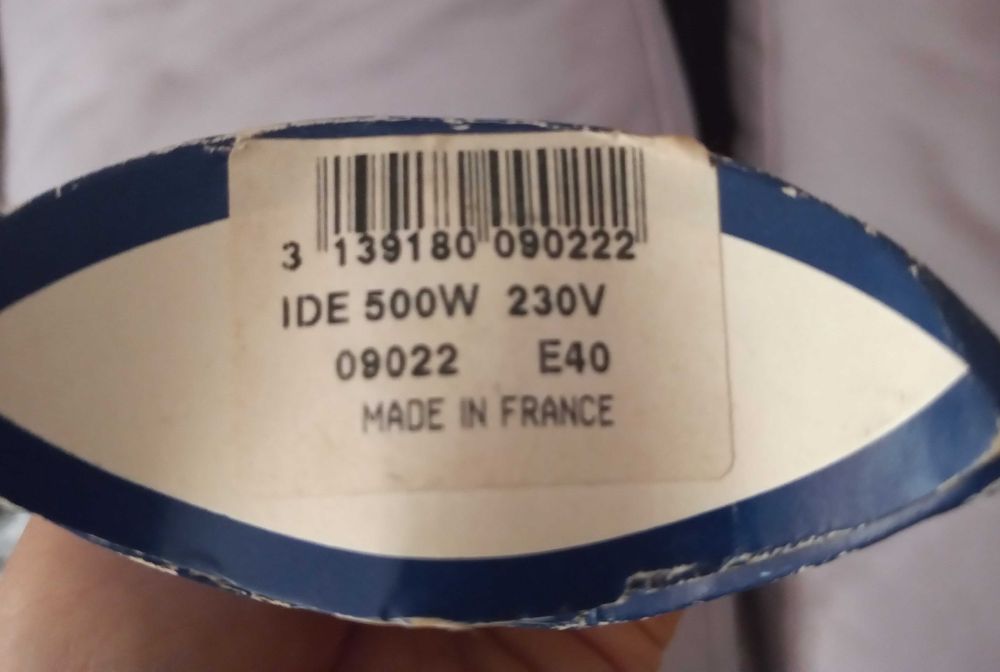 3 139180 090222
IDE 500W 230V
09022 E40
MADE IN FRANCE